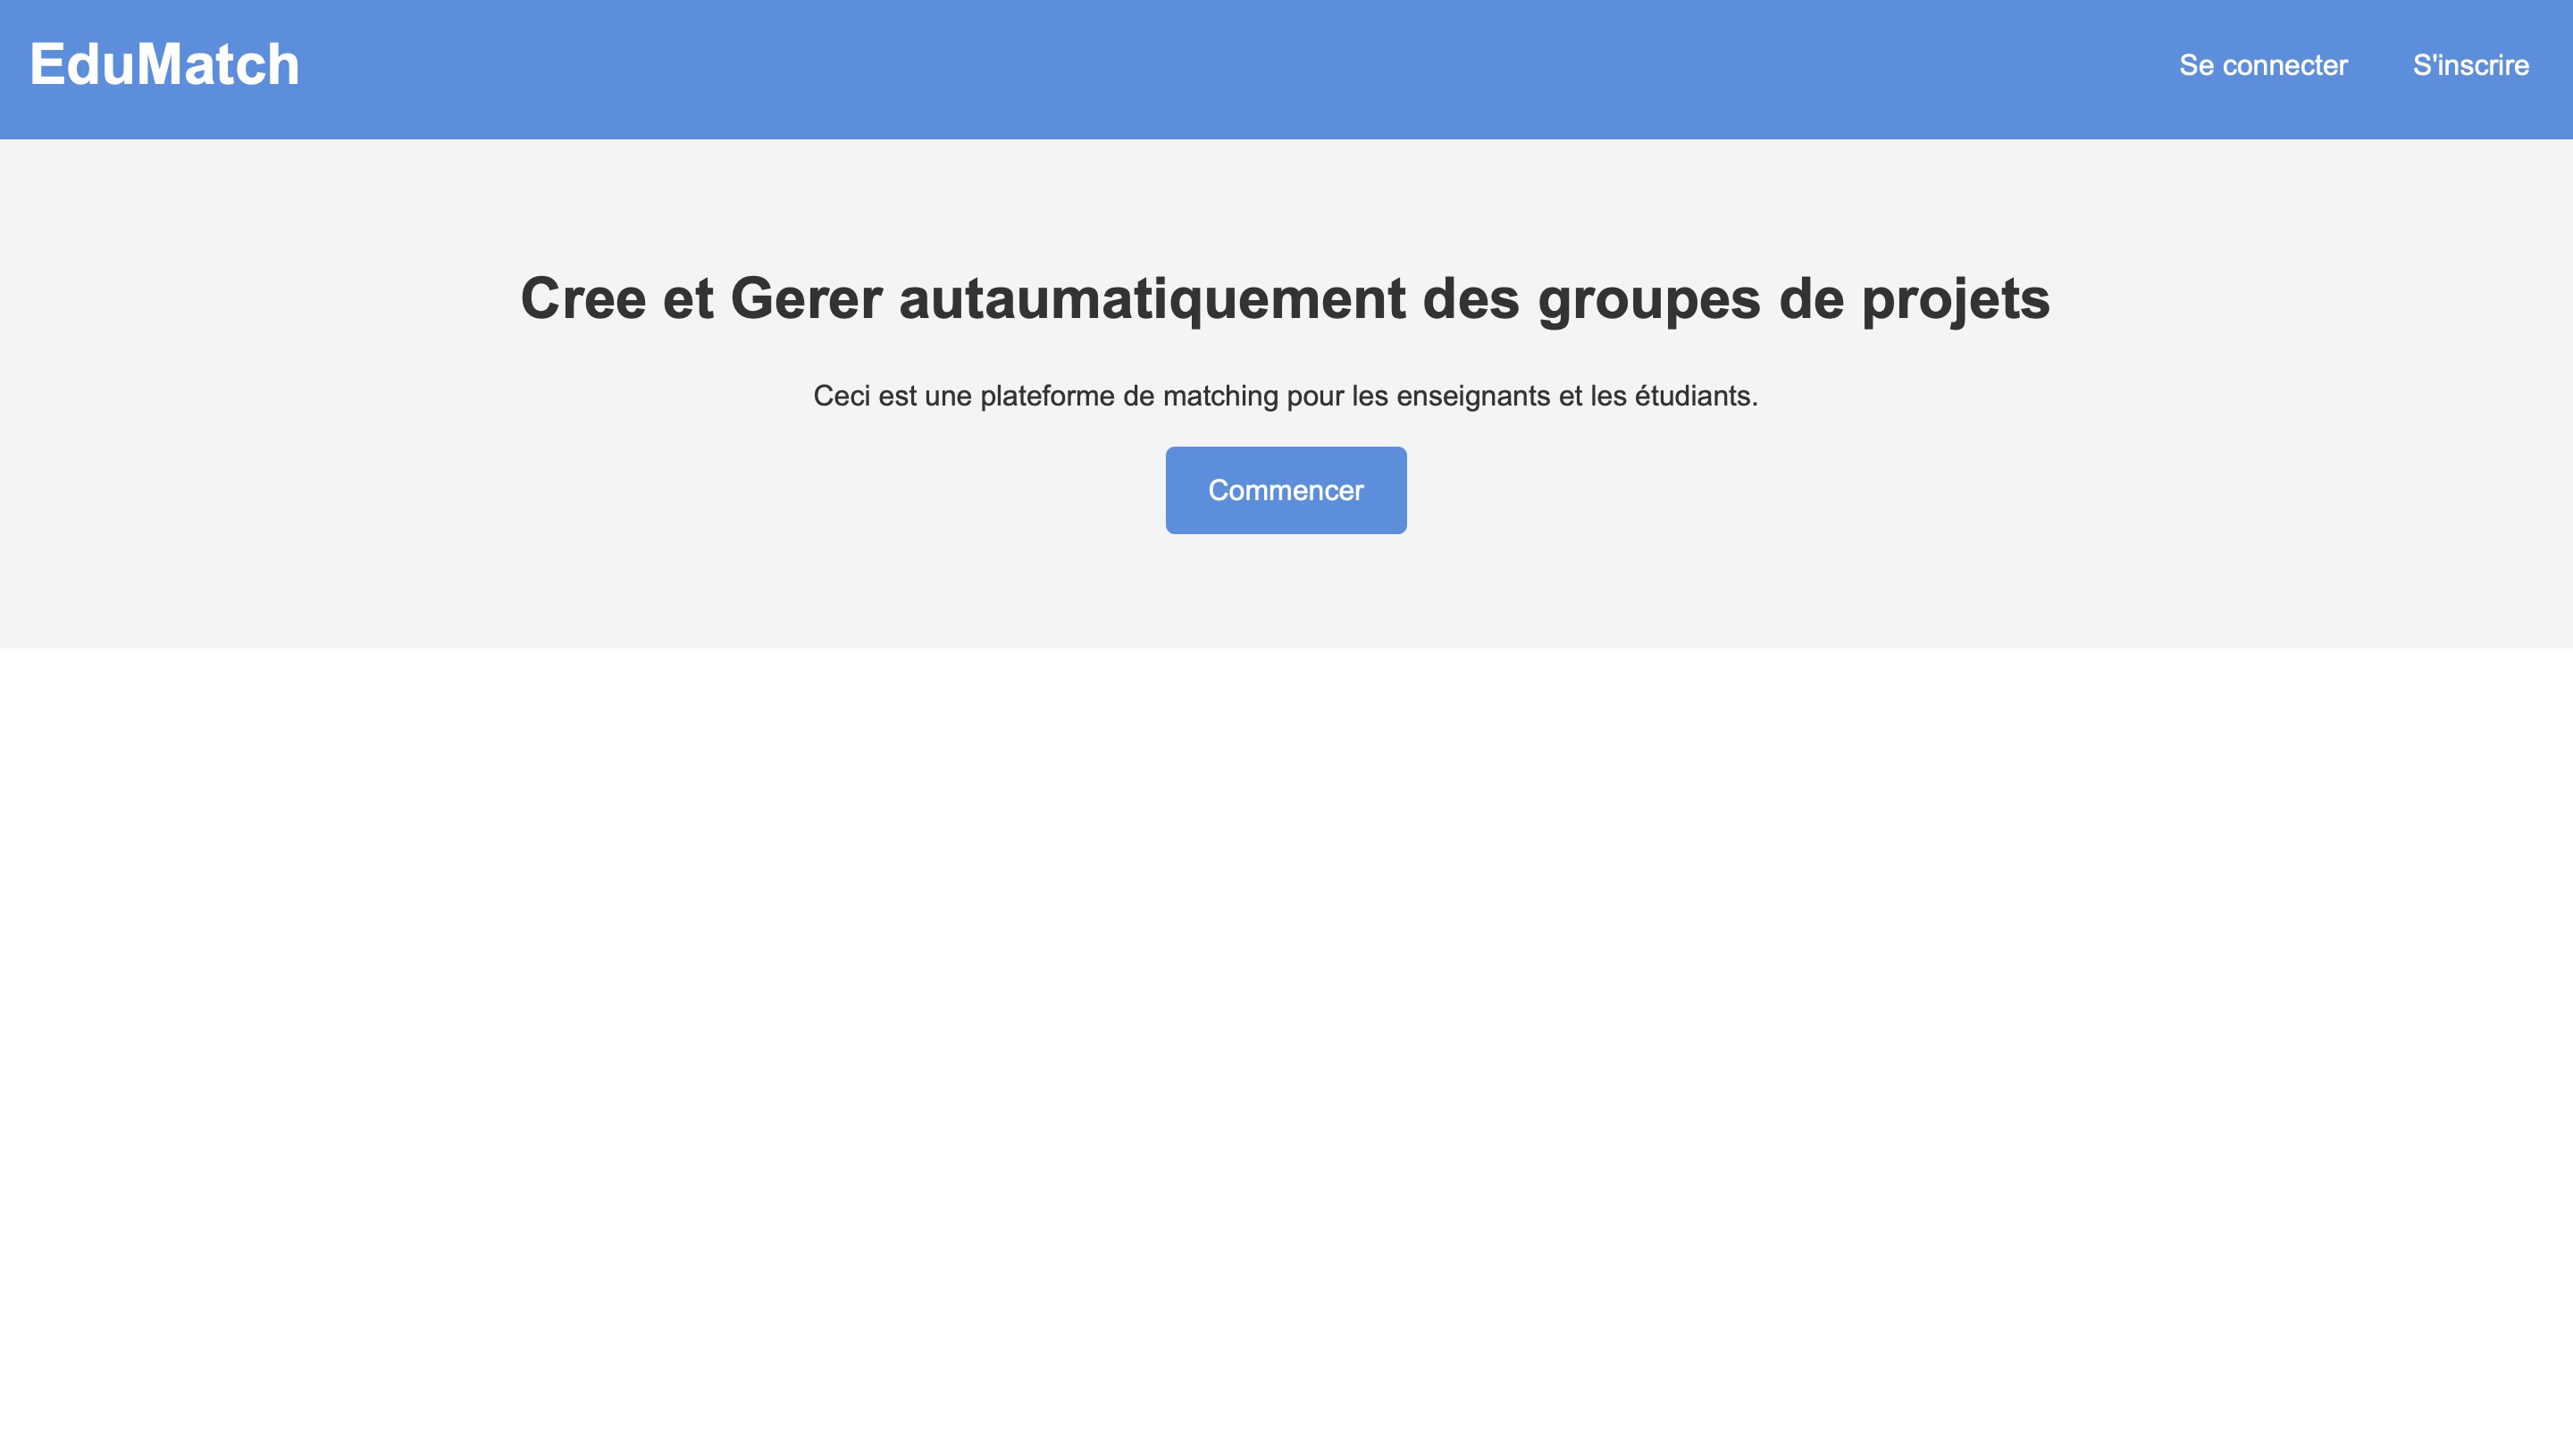 EduMatch
Se connecter
S'inscrire
Cree et Gerer autaumatiquement des groupes de projets
Ceci est une plateforme de matching pour les enseignants et les étudiants.
Commencer